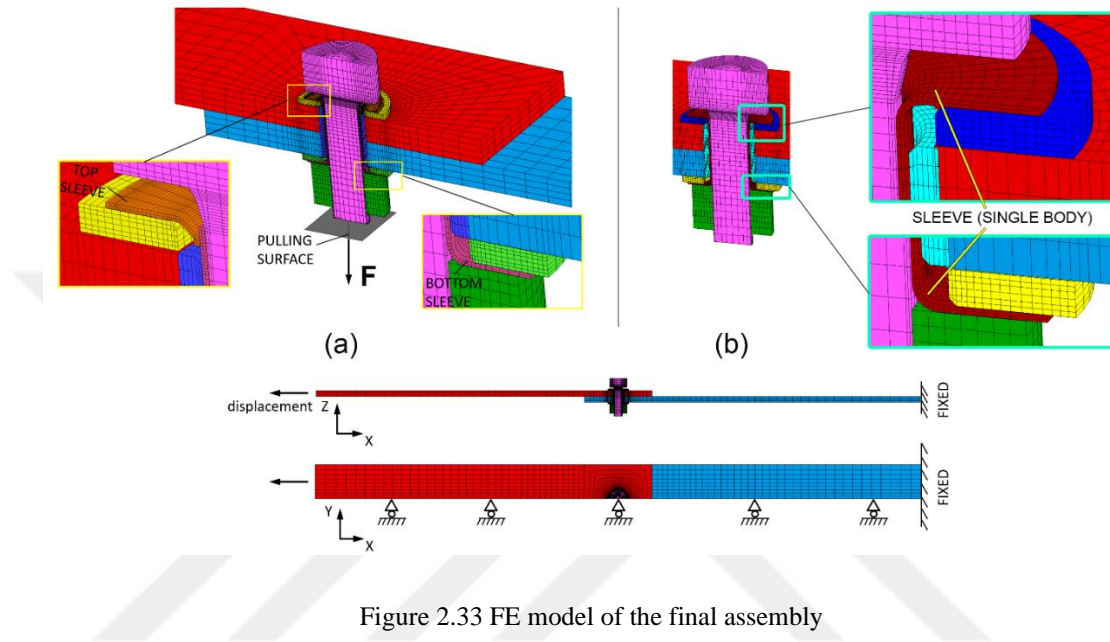 TOP
SLEEVE
PULLING
SURFACE
F
BOTTOM
SLEEVE
(a)
SLEEVE (SINGLE BODY)
(b)
displacement
Z
X
FIXED
Y
X
FIXED
Figure 2.33 FE model of the final assembly